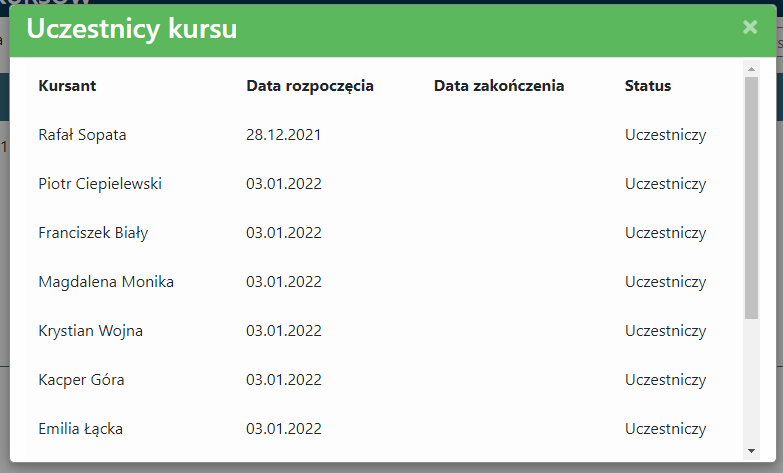 Uczestnicy kursu ×
Kursant Data rozpoczęcia Data zakończenia Status
Rafał Sopata 28.12.2021 Uczestniczy
Piotr Ciepielewski 03.01.2022 Uczestniczy
Franciszek Biały 03.01.2022 Uczestniczy
Magdalena Monika 03.01.2022 Uczestniczy
Krystian Wojna 03.01.2022 Uczestniczy
Kacper Góra 03.01.2022 Uczestniczy
Emilia Łącka 03.01.2022 Uczestniczy